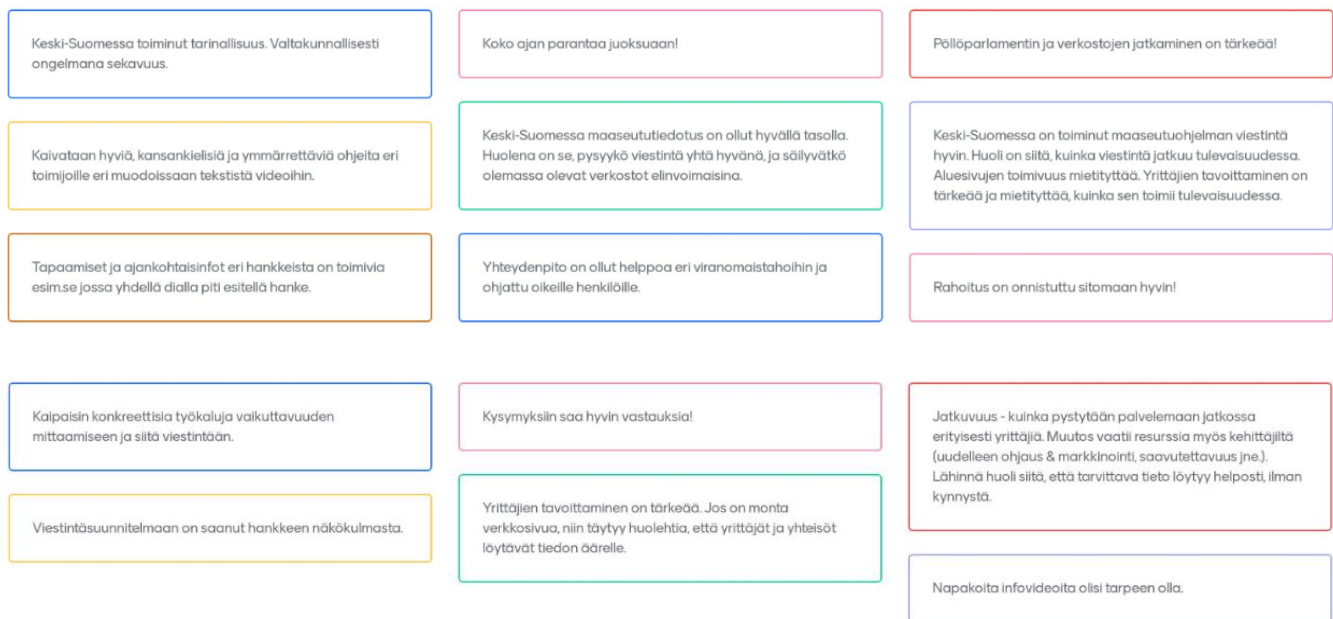 Keski-Suomessa toiminut tarinallisuus. Valtakunnallisesti
ongelmana sekavuus.
Kaivataan hyviä, kansankielisiä ja ymmärrettäviä ohjeita eri
toimijoille eri muodoissaan tekstistä videoihin.
Tapaamiset ja ajankohtaisinfot eri hankkeista on toimivia
esim.se jossa yhdellä dialla piti esitellä hanke.
Koko ajan parantaa juoksuaan!
Keski-Suomessa maaseututiedotus on ollut hyvällä tasolla.
Huolena on se, pysyykö viestintä yhtä hyvänä, ja säilyvätkö
olemassa olevat verkostot elinvoimaisina.
Yhteydenpito on ollut helppoa eri viranomaistahoihin ja
ohjattu oikeille henkilöille.
Pöllöparlamentin ja verkostojen jatkaminen on tärkeää!
Keski-Suomessa on toiminut maaseutuohjelman viestintä
hyvin. Huoli on siitä, kuinka viestintä jatkuu tulevaisuudessa.
Aluesivujen toimivuus mietityttää. Yrittäjien tavoittaminen on
tärkeää ja mietityttää, kuinka sen toimii tulevaisuudessa.
Rahoitus on onnistuttu sitomaan hyvin!
Kaipaisin konkreettisia työkaluja vaikuttavuuden
mittaamiseen ja siitä viestintään.
Viestintäsuunnitelmaan on saanut hankkeen näkökulmasta.
Kysymyksiin saa hyvin vastauksia!
Yrittäjien tavoittaminen on tärkeää. Jos on monta
verkkosivua, niin täytyy huolehtia, että yrittäjät ja yhteisöt
löytävät tiedon äärelle.
Jatkuvuus - kuinka pystytään palvelemaan jatkossa
erityisesti yrittäjiä. Muutos vaatii resurssia myös kehittäjiltä
(uudelleen ohjaus & markkinointi, saavutettavuus jne.).
Lähinnä huoli siitä, että tarvittava tieto löytyy helposti, ilman
kynnystä.
Napakoita infovideoita olisi tarpeen olla.